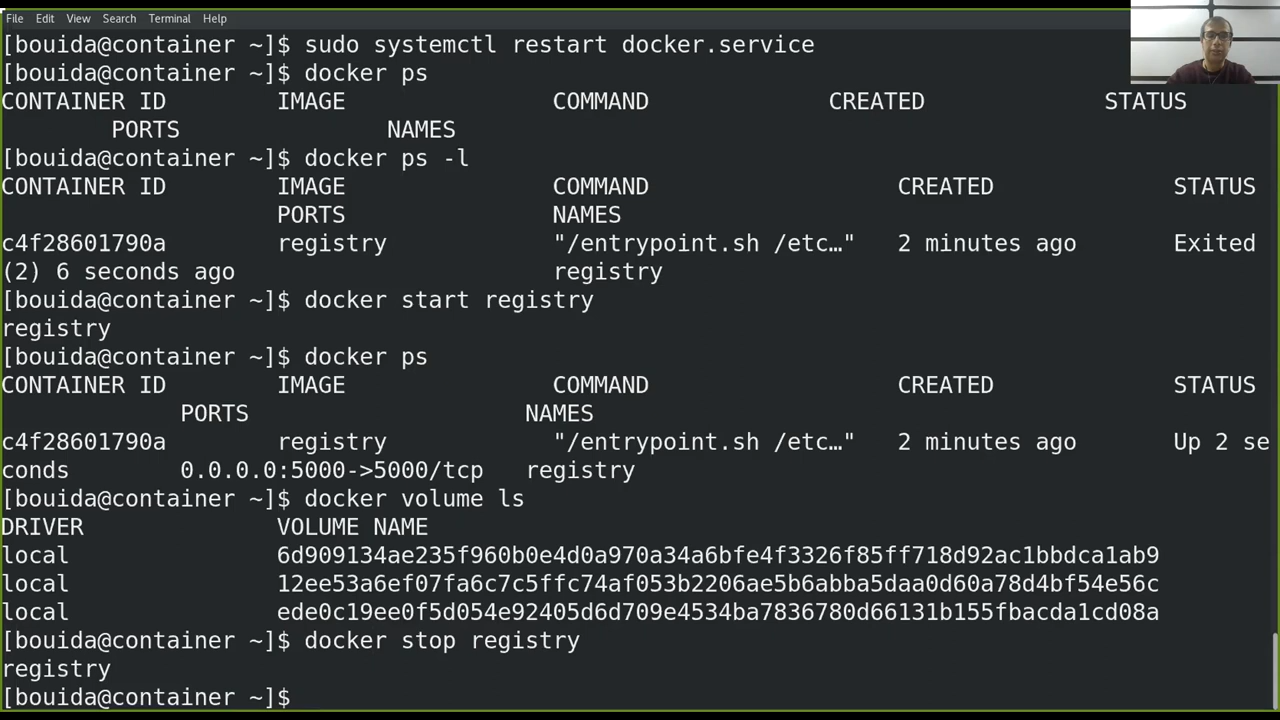 File Edit View Search Terminal Help
[bouida@container ~]$ sudo systemctl restart docker.service
[bouida@container ~]$ docker ps
CONTAINER ID IMAGE COMMAND CREATED STATUS
PORTS NAMES
[bouida@container ~]$ docker ps -l
CONTAINER ID IMAGE COMMAND CREATED STATUS
PORTS NAMES
c4f28601790a registry "/entrypoint.sh /etc…" 2 minutes ago Exited
(2) 6 seconds ago registry
[bouida@container ~]$ docker start registry
registry
[bouida@container ~]$ docker ps
CONTAINER ID IMAGE COMMAND CREATED STATUS
PORTS NAMES
c4f28601790a registry "/entrypoint.sh /etc…" 2 minutes ago Up 2 se
conds 0.0.0.0:5000->5000/tcp registry
[bouida@container ~]$ docker volume ls
DRIVER VOLUME NAME
local 6d909134ae235f960b0e4d0a970a34a6bfe4f3326f85ff718d92ac1bbdca1ab9
local 12ee53a6ef07fa6c7c5ffc74af053b2206ae5b6abba5daa0d60a78d4bf54e56c
local ede0c19ee0f5d054e92405d6d709e4534ba7836780d66131b155fbacda1cd08a
[bouida@container ~]$ docker stop registry
registry
[bouida@container ~]$